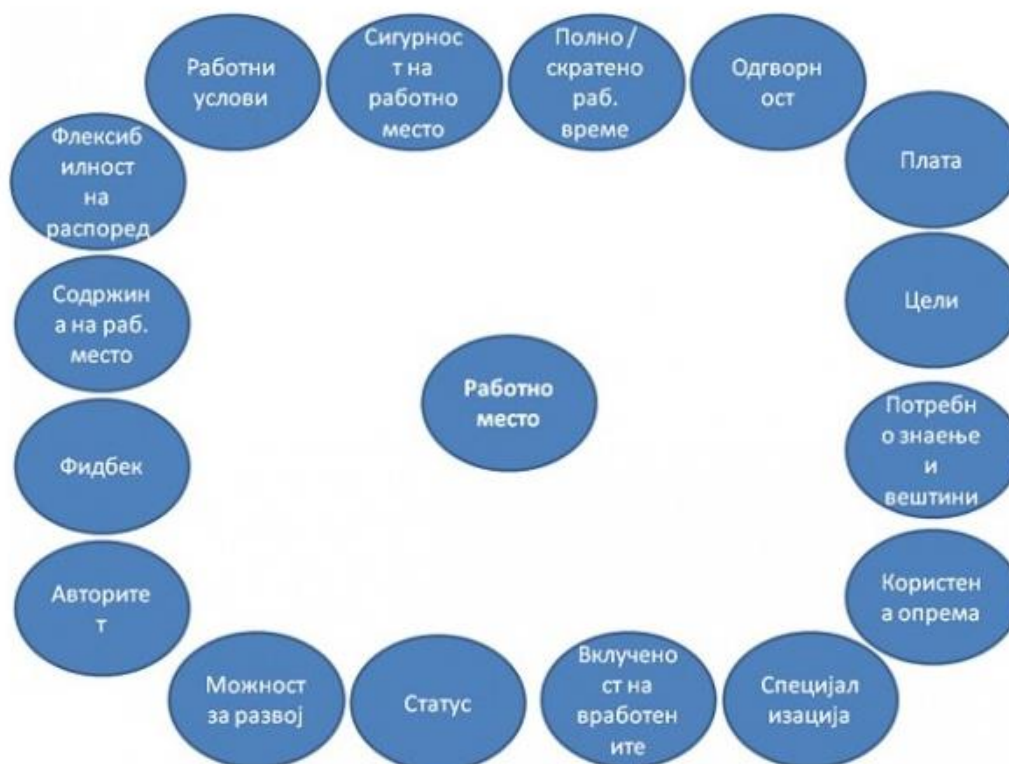 Работни
услови
Сигурнос
т на
работно
место
Полно /
скратено
раб.
време
Одгворн
ост
Плата
Флексиб
илност
на
распоред
Цели
Содржин
а на раб.
место
Работно
место
Потребн
о знаење
и
вештини
Фидбек
Користен
а опрема
Авторите
т
Можност
за развој
Статус
Вклучено
ст на
вработен
ите
Специјал
изација